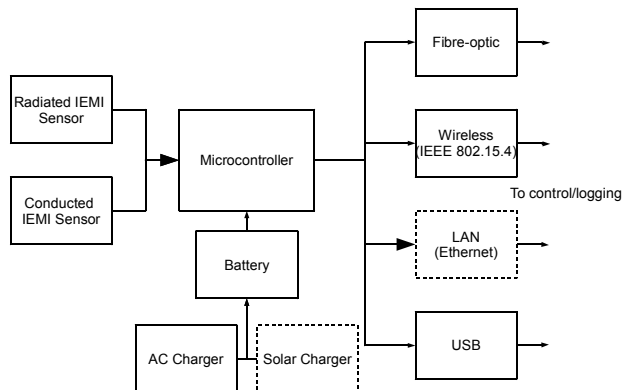 Fibre-optic
Radiated IEMI
Sensor
Microcontroller
Wireless
(IEEE 802.15.4)
To control/logging
Conducted
IEMI Sensor
LAN
(Ethernet)
Battery
AC Charger
Solar Charger
USB